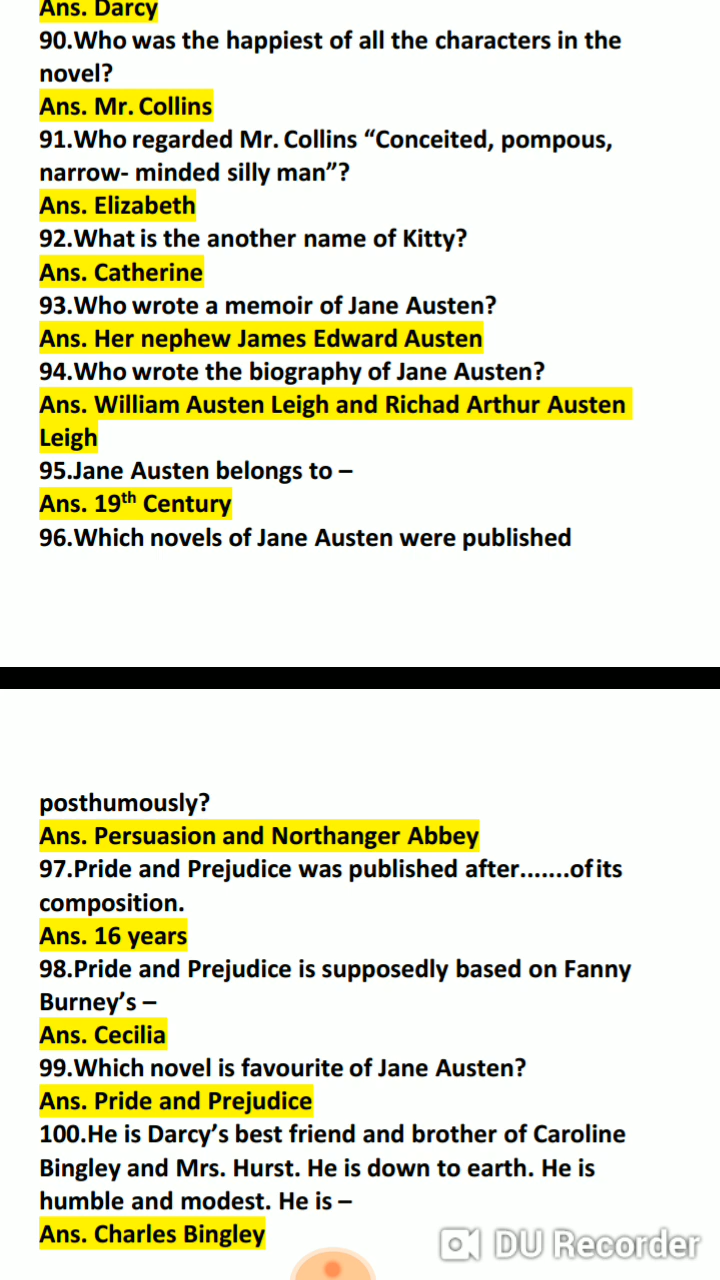 Ans. Darcy
90.Who was the happiest of all the characters in the
novel?
Ans. Mr. Collins
91.Who regarded Mr. Collins “Conceited, pompous,
narrow- minded silly man”?
Ans. Elizabeth
92.What is the another name of Kitty?
Ans. Catherine
93.Who wrote a memoir of Jane Austen?
Ans. Her nephew James Edward Austen
94.Who wrote the biography of Jane Austen?
Ans. William Austen Leigh and Richad Arthur Austen
Leigh
95.Jane Austen belongs to –
Ans. 19th Century
96.Which novels of Jane Austen were published
posthumously?
Ans. Persuasion and Northanger Abbey
97.Pride and Prejudice was published after.......of its
composition.
Ans. 16 years
98.Pride and Prejudice is supposedly based on Fanny
Burney’s –
Ans. Cecilia
99.Which novel is favourite of Jane Austen?
Ans. Pride and Prejudice
100.He is Darcy’s best friend and brother of Caroline
Bingley and Mrs. Hurst. He is down to earth. He is
humble and modest. He is –
Ans. Charles Bingley
DU Recorder